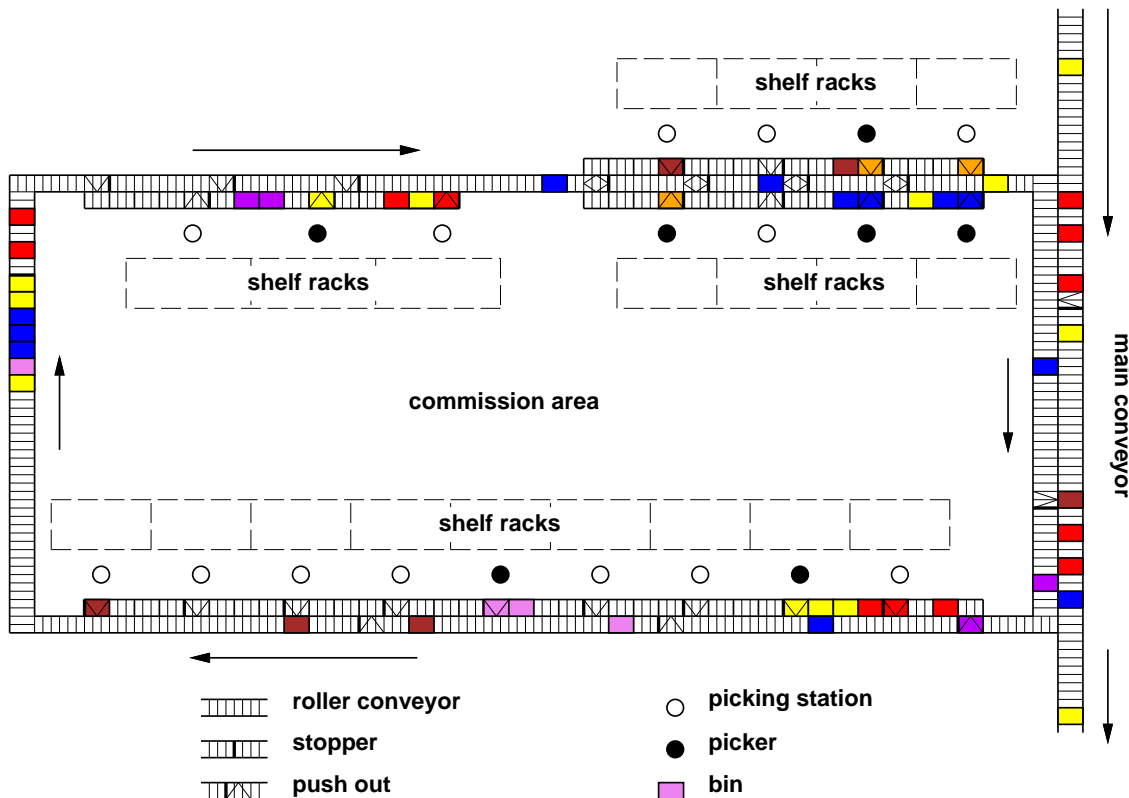 shelf racks
shelf racks
shelf racks
main conveyor
commission area
shelf racks
roller conveyor
picking station
stopper
picker
push out
bin